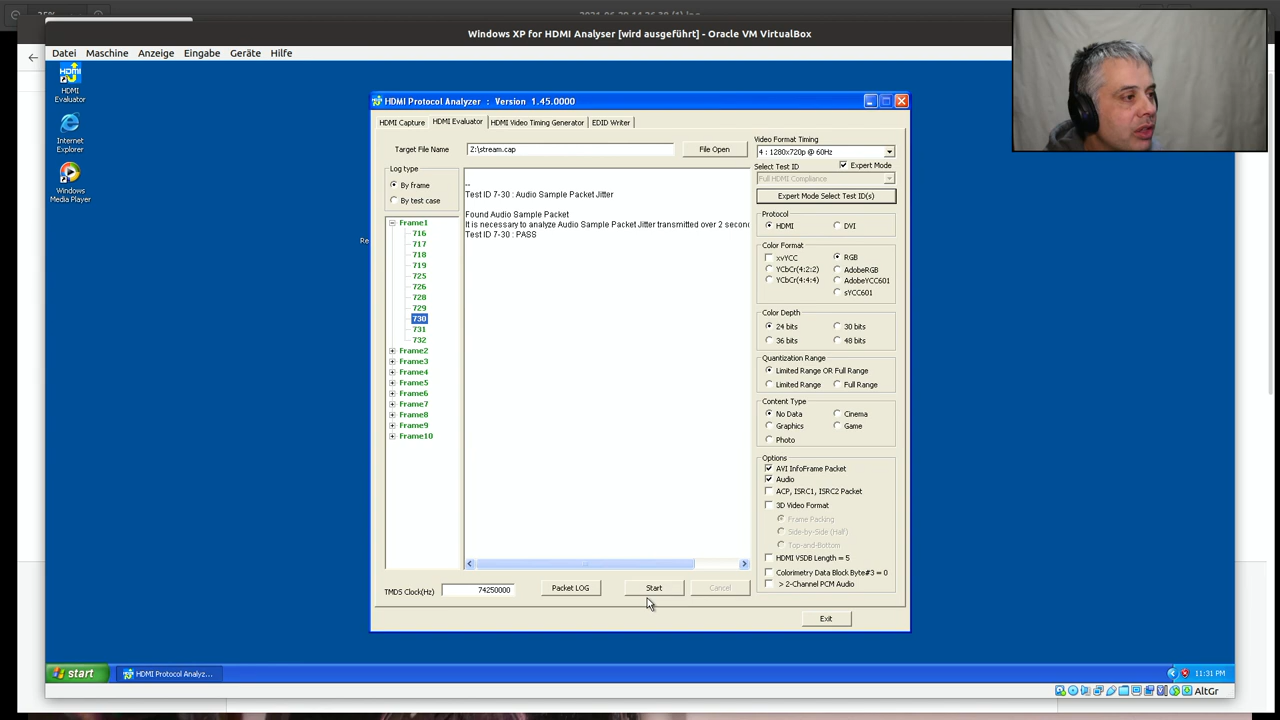 Windows XP for HDMI Analyser [wird ausgeführt] - Oracle VM VirtualBox
Datei Maschine Anzeige Eingabe Geräte Hilfe
HDMI
Evaluator
Internet
Explorer
Windows
Media Player
Re
HDMI Protocol Analyzer : Version 1.45.0000
HDMI Capture HDMI Evaluator HDMI Video Timing Generator EDID Writer
Target File Name Z:\stream.cap File Open
Log type
By frame
By test case
Frame1
716
717
718
719
725
726
728
729
730
731
732
Frame2
Frame3
Frame4
Frame5
Frame6
Frame7
Frame8
Frame9
Frame10
--
Test ID 7-30 : Audio Sample Packet Jitter
Found Audio Sample Packet
It is necessary to analyze Audio Sample Packet Jitter transmitted over 2 second
Test ID 7-30 : PASS
Video Format Timing
4 : 1280x720p @ 60Hz
Select Test ID Expert Mode
Full HDMI Compliance
Expert Mode Select Test ID(s)
Protocol
HDMI DVI
Color Format
xvYCC RGB
YCbCr(4:2:2) AdobeRGB
YCbCr(4:4:4) AdobeYCC601
sYCC601
Color Depth
24 bits 30 bits
36 bits 48 bits
Quantization Range
Limited Range OR Full Range
Limited Range Full Range
Content Type
No Data Cinema
Graphics Game
Photo
Options
AVI InfoFrame Packet
Audio
ACP, ISRC1, ISRC2 Packet
3D Video Format
Frame Packing
Side-by-Side (Half)
Top-and-Bottom
HDMI VSDB Length = 5
Colorimetry Data Block Byte#3 = 0
> 2-Channel PCM Audio
TMDS Clock(Hz) 74250000 Packet LOG Start Cancel
Exit
start HDMI Protocol Analyz... 11:31 PM
AltGr